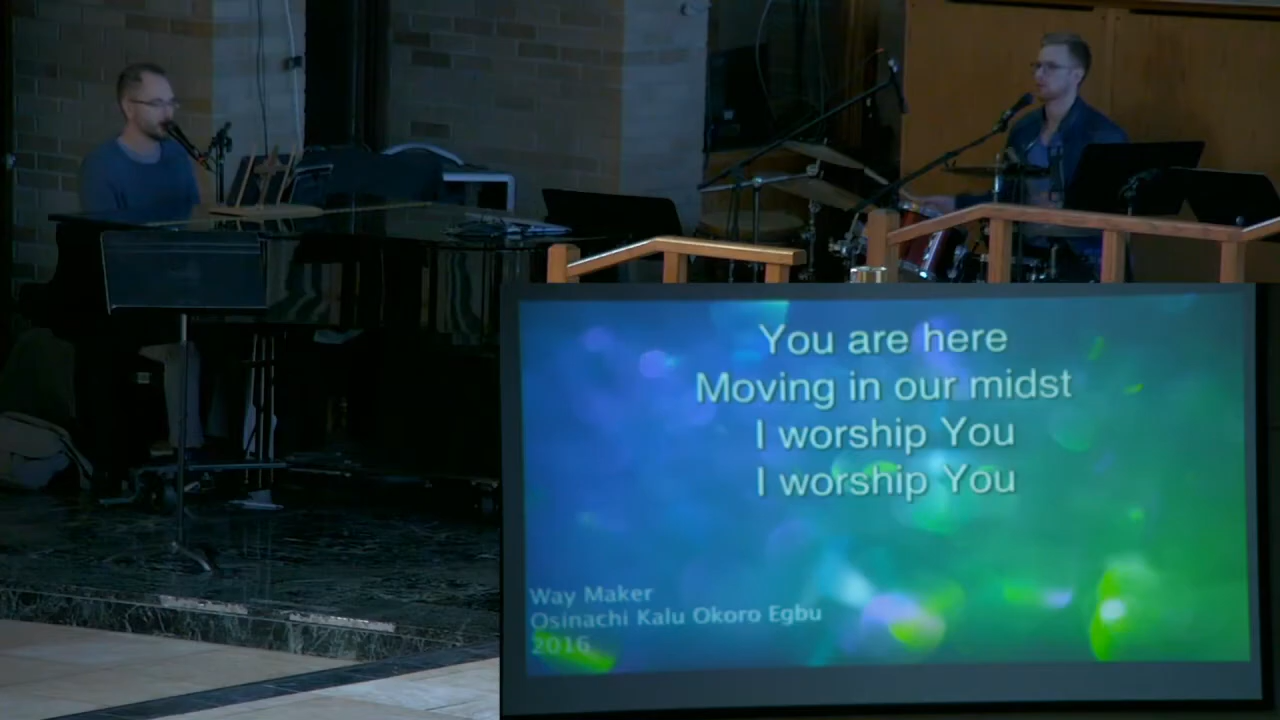 You are here
Moving in our midst
I worship You
I worship You
Way Maker
Osinachi Kalu Okoro Egbu
2016